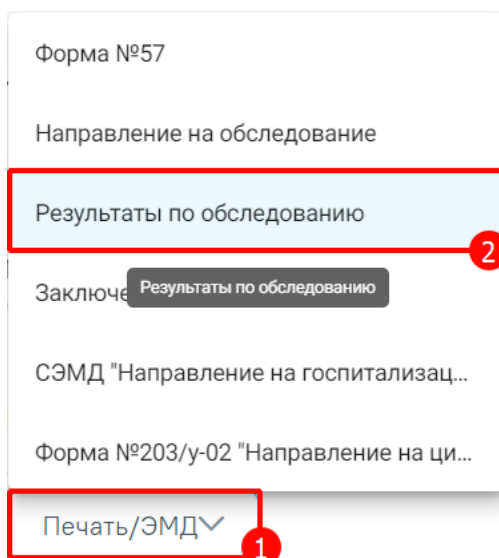 Форма №57
Направление на обследование
Результаты по обследованию
2
Заключе
Результаты по обследованию
СЭМД "Направление на госпитализац...
Форма №203/у-02 "Направление на ци...
Печать/ЭМД
1